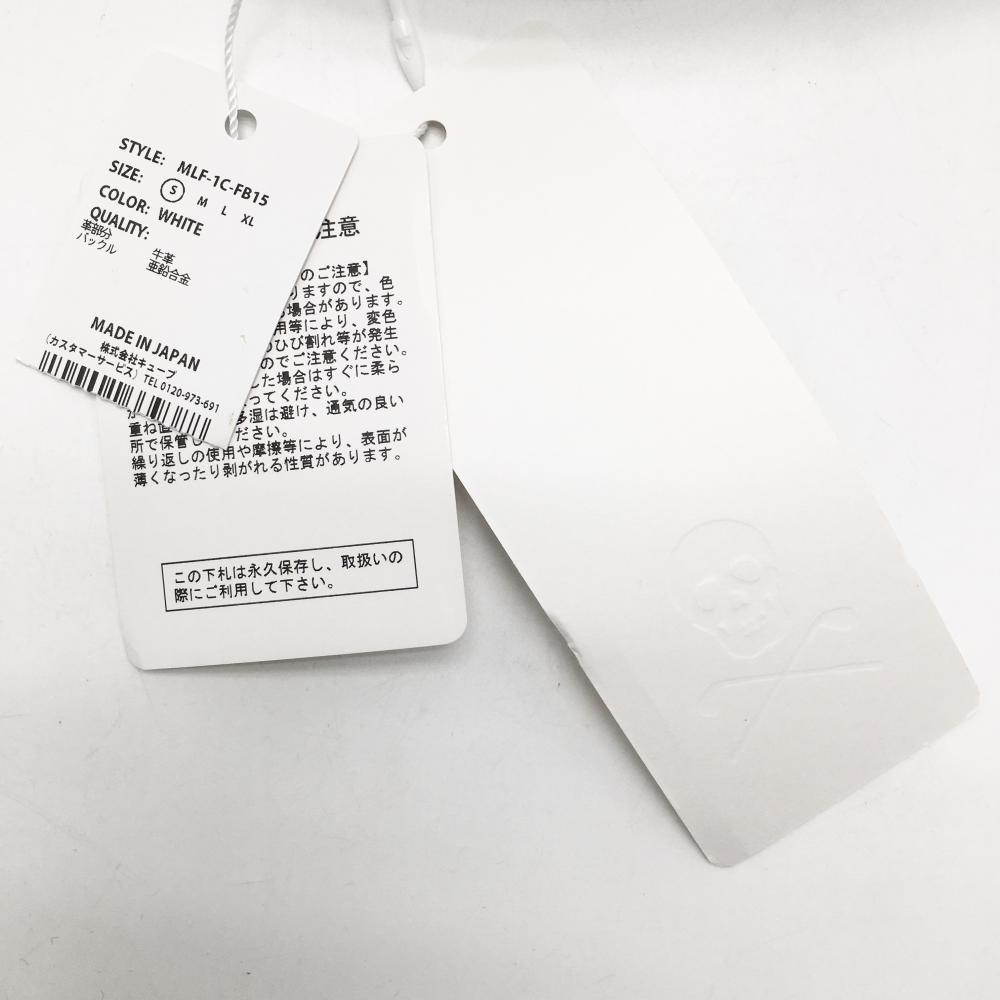 STYLE: MLF-1C-FB15
SIZE: S M L XL
COLOR: WHITE
QUALITY:
革部分 牛革
バックル 亜鉛合金
MADE IN JAPAN
株式会社キューブ
(カスタマーサービス) TEL 0120-973-691
注意
のご注意】
りますので、色
場合があります。
用等により、変色
ひび割れ等が発生
のでご注意ください。
した場合はすぐに柔ら
ってください。
多湿は避け、通気の良い
重ね
ださい。
所で保管し
繰り返しの使用や摩擦等により、表面が
薄くなったり剥がれる性質があります。
この下札は永久保存し、取扱いの
際にご利用して下さい。